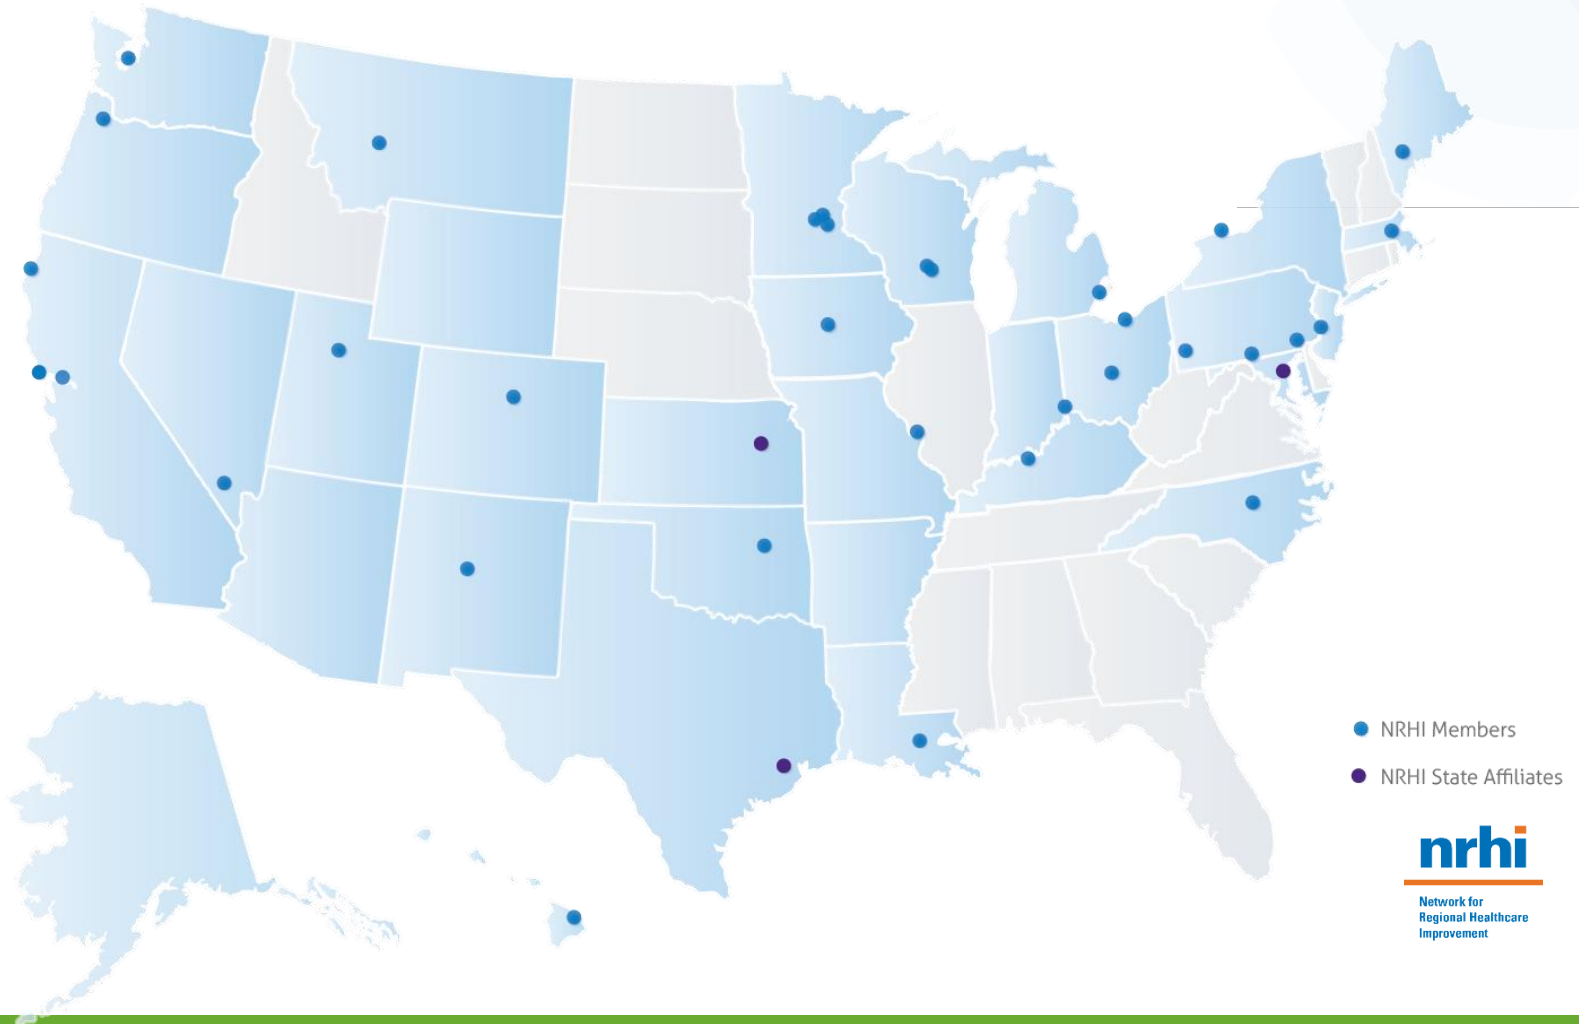 NRHI Members
NRHI State Affiliates
nrhi
Network for
Regional Healthcare
Improvement